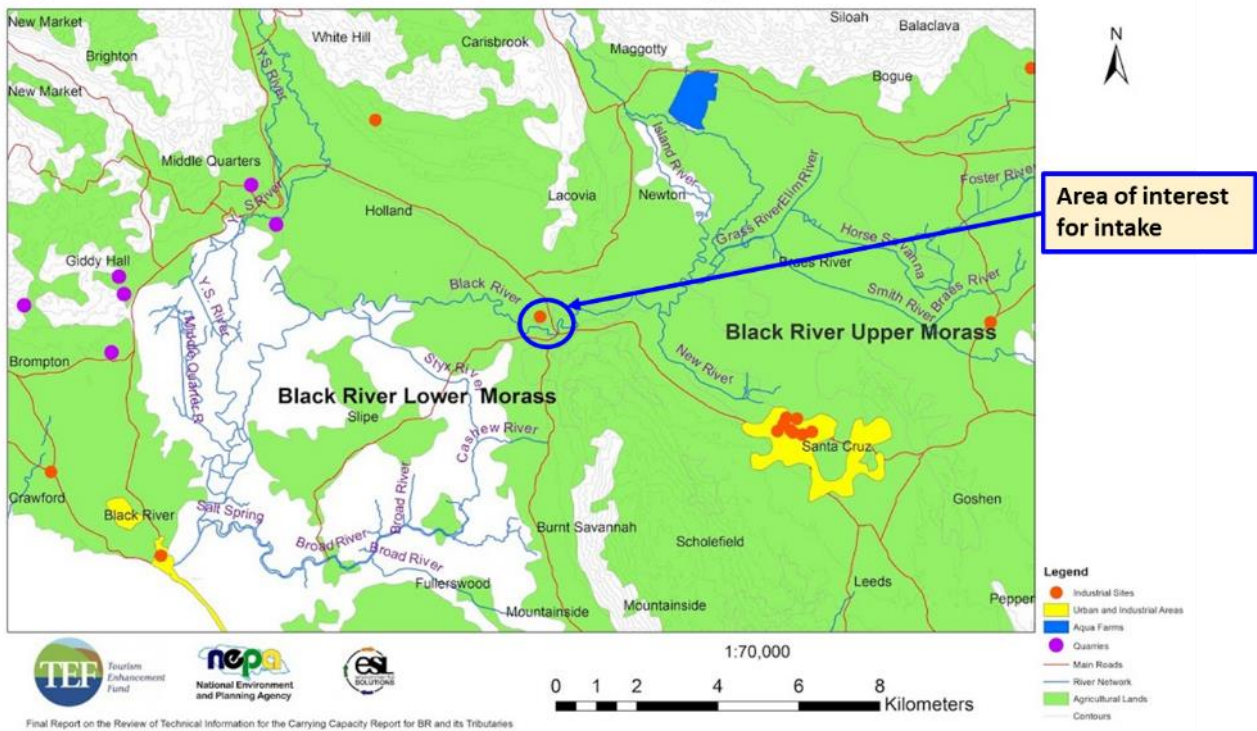 New Market
White Hill
Carisbrook
Siloah
Balaclava
Brighton
Y.S River
Maggotty
Bogue
N
New Market
Island River
Middle Quarters
S.River
Holland
Lacovia
Newton
Grass River
Elim River
Foster River
Area of interest
for intake
Giddy Hall
Y.S. River
Horse Savanna
Braes River
Black River
Smith River
Braes River
Middle Quarter R
Black River Upper Morass
Brompton
Styx River
New River
Black River Lower Morass
Slipe
Cashew River
Santa Cruz
Crawford
Black River
Salt Spring
Broad River
Goshen
Broad River
Broad River
Burnt Savannah
Scholefield
Fullerswood
Leeds
Mountainside
Mountainside
Pepper
Legend
Industrial Sites
Urban and Industrial Areas
Aqua Farms
Quarries
Main Roads
River Network
Agricultural Lands
Contours
TEF
Tourism
Enhancement
Fund
nepa
National Environment
and Planning Agency
esl
SOLUTIONS
1:70,000
0 1 2 4 6 8
Kilometers
Final Report on the Review of Technical Information for the Carrying Capacity Report for BR and its Tributaries